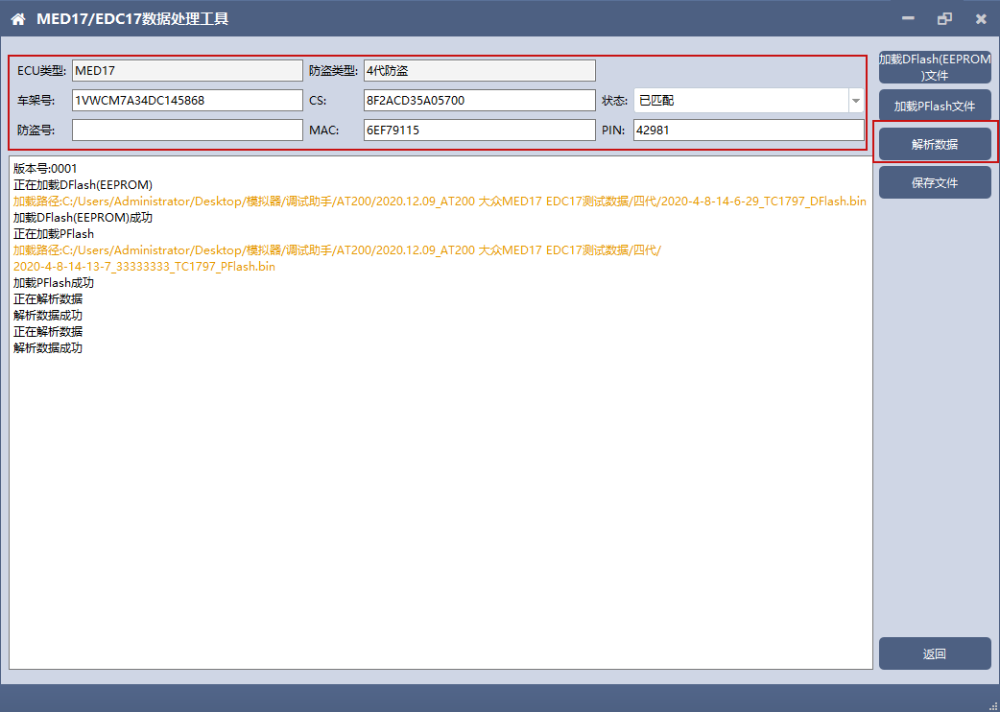 MED17/EDC17数据处理工具
ECU类型: MED17 防盗类型: 4代防盗
车架号: 1VWCM7A34DC145868 CS: 8F2ACD35A05700 状态: 已匹配
防盗号: MAC: 6EF79115 PIN: 42981
加载DFlash(EEPROM
)文件
加载PFlash文件
解析数据
保存文件
版本号:0001
正在加载DFlash(EEPROM)
加载路径:C:/Users/Administrator/Desktop/模拟器/调试助手/AT200/2020.12.09_AT200 大众MED17 EDC17测试数据/四代/2020-4-8-14-6-29_TC1797_DFlash.bin
加载DFlash(EEPROM)成功
正在加载PFlash
加载路径:C:/Users/Administrator/Desktop/模拟器/调试助手/AT200/2020.12.09_AT200 大众MED17 EDC17测试数据/四代/
2020-4-8-14-13-7_33333333_TC1797_PFlash.bin
加载PFlash成功
正在解析数据
解析数据成功
正在解析数据
解析数据成功
返回